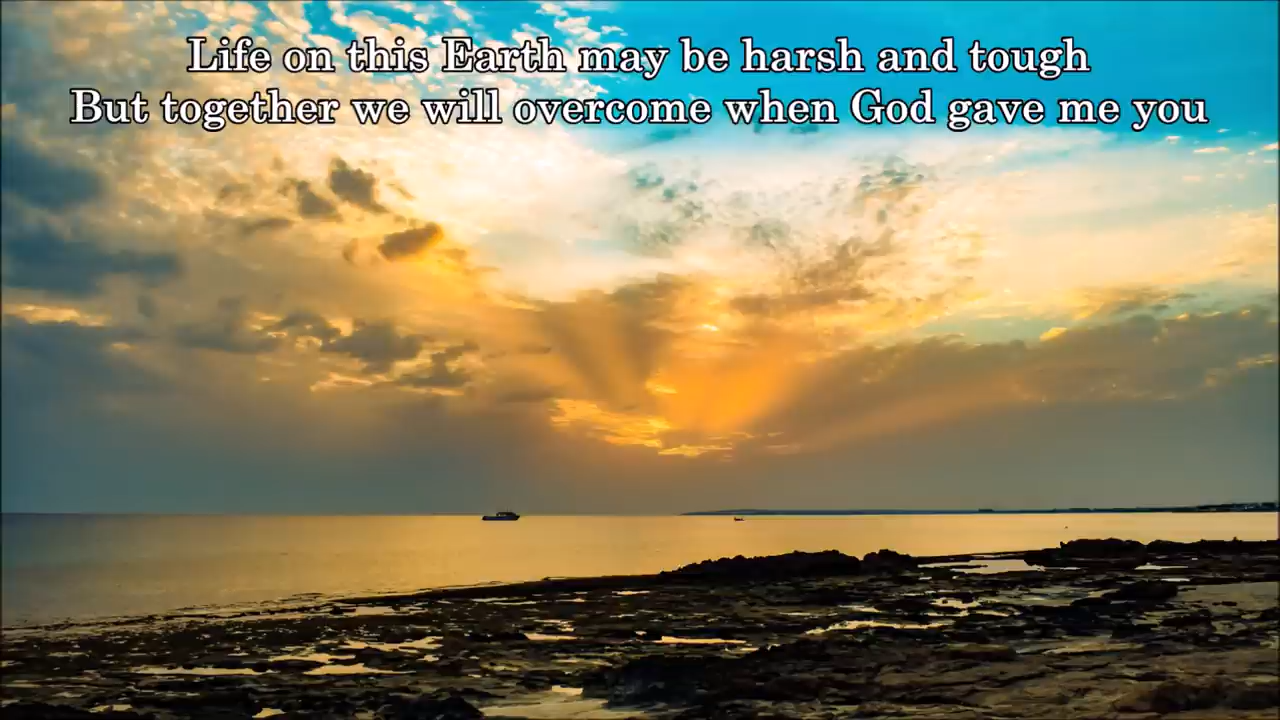 Life on this Earth may be harsh and tough
But together we will overcome when God gave me you